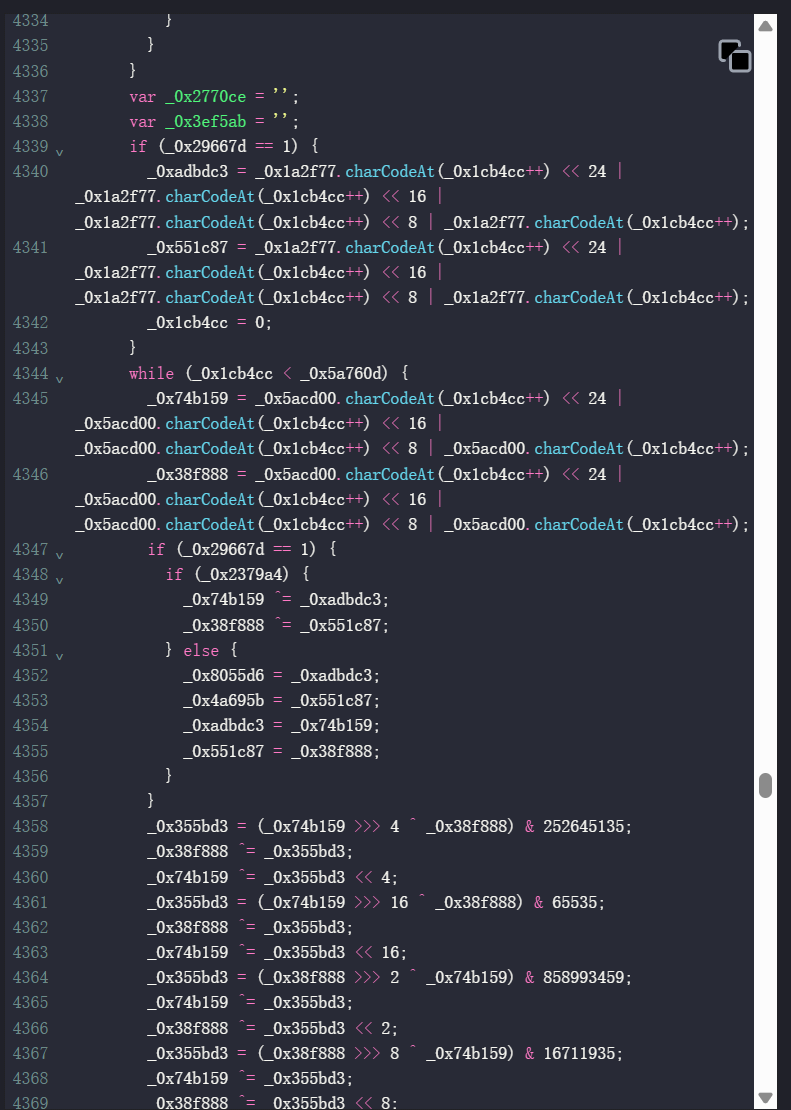 4334 }
4335 }
4336 }
4337 var _0x2770ce = '';
4338 var _0x3ef5ab = '';
4339 if (_0x29667d == 1) {
4340 _0xadbdc3 = _0x1a2f77.charCodeAt(_0x1cb4cc++) << 24 |
_0x1a2f77.charCodeAt(_0x1cb4cc++) << 16 |
_0x1a2f77.charCodeAt(_0x1cb4cc++) << 8 | _0x1a2f77.charCodeAt(_0x1cb4cc++);
4341 _0x551c87 = _0x1a2f77.charCodeAt(_0x1cb4cc++) << 24 |
_0x1a2f77.charCodeAt(_0x1cb4cc++) << 16 |
_0x1a2f77.charCodeAt(_0x1cb4cc++) << 8 | _0x1a2f77.charCodeAt(_0x1cb4cc++);
4342 _0x1cb4cc = 0;
4343 }
4344 while (_0x1cb4cc < _0x5a760d) {
4345 _0x74b159 = _0x5acd00.charCodeAt(_0x1cb4cc++) << 24 |
_0x5acd00.charCodeAt(_0x1cb4cc++) << 16 |
_0x5acd00.charCodeAt(_0x1cb4cc++) << 8 | _0x5acd00.charCodeAt(_0x1cb4cc++);
4346 _0x38f888 = _0x5acd00.charCodeAt(_0x1cb4cc++) << 24 |
_0x5acd00.charCodeAt(_0x1cb4cc++) << 16 |
_0x5acd00.charCodeAt(_0x1cb4cc++) << 8 | _0x5acd00.charCodeAt(_0x1cb4cc++);
4347 if (_0x29667d == 1) {
4348 if (_0x2379a4) {
4349 _0x74b159 ^= _0xadbdc3;
4350 _0x38f888 ^= _0x551c87;
4351 } else {
4352 _0x8055d6 = _0xadbdc3;
4353 _0x4a695b = _0x551c87;
4354 _0xadbdc3 = _0x74b159;
4355 _0x551c87 = _0x38f888;
4356 }
4357 }
4358 _0x355bd3 = (_0x74b159 >>> 4 ^ _0x38f888) & 252645135;
4359 _0x38f888 ^= _0x355bd3;
4360 _0x74b159 ^= _0x355bd3 << 4;
4361 _0x355bd3 = (_0x74b159 >>> 16 ^ _0x38f888) & 65535;
4362 _0x38f888 ^= _0x355bd3;
4363 _0x74b159 ^= _0x355bd3 << 16;
4364 _0x355bd3 = (_0x38f888 >>> 2 ^ _0x74b159) & 858993459;
4365 _0x74b159 ^= _0x355bd3;
4366 _0x38f888 ^= _0x355bd3 << 2;
4367 _0x355bd3 = (_0x38f888 >>> 8 ^ _0x74b159) & 16711935;
4368 _0x74b159 ^= _0x355bd3;
4369 _0x38f888 ^= _0x355bd3 << 8;